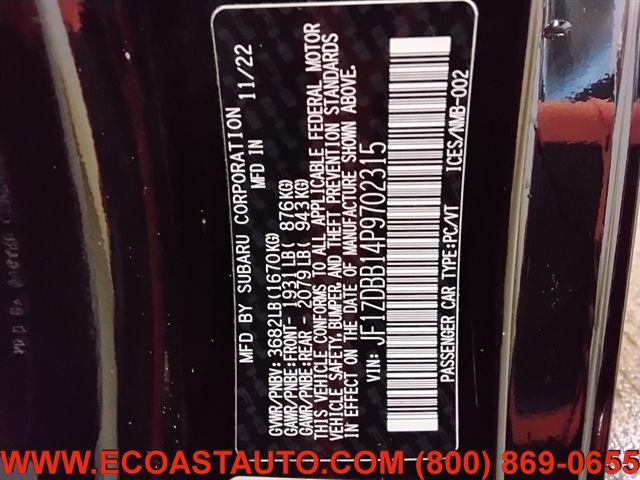 MFD BY SUBARU CORPORATION 11/22
MFD IN
GVWR/PNBV: 3682LB(1670KG)
GAWR/PNBE:FRONT- 1931LB( 876KG)
GAWR/PNBE:REAR - 2079LB( 943KG)
THIS VEHICLE CONFORMS TO ALL APPLICABLE FEDERAL MOTOR
VEHICLE SAFETY, BUMPER, AND THEFT PREVENTION STANDARDS
IN EFFECT ON THE DATE OF MANUFACTURE SHOWN ABOVE.
VIN: JF17DBB14P9702315
PASSENGER CAR TYPE:PC/VT ICES/NMB-002
WWW.ECOASTAUTO.COM (800) 869-0655